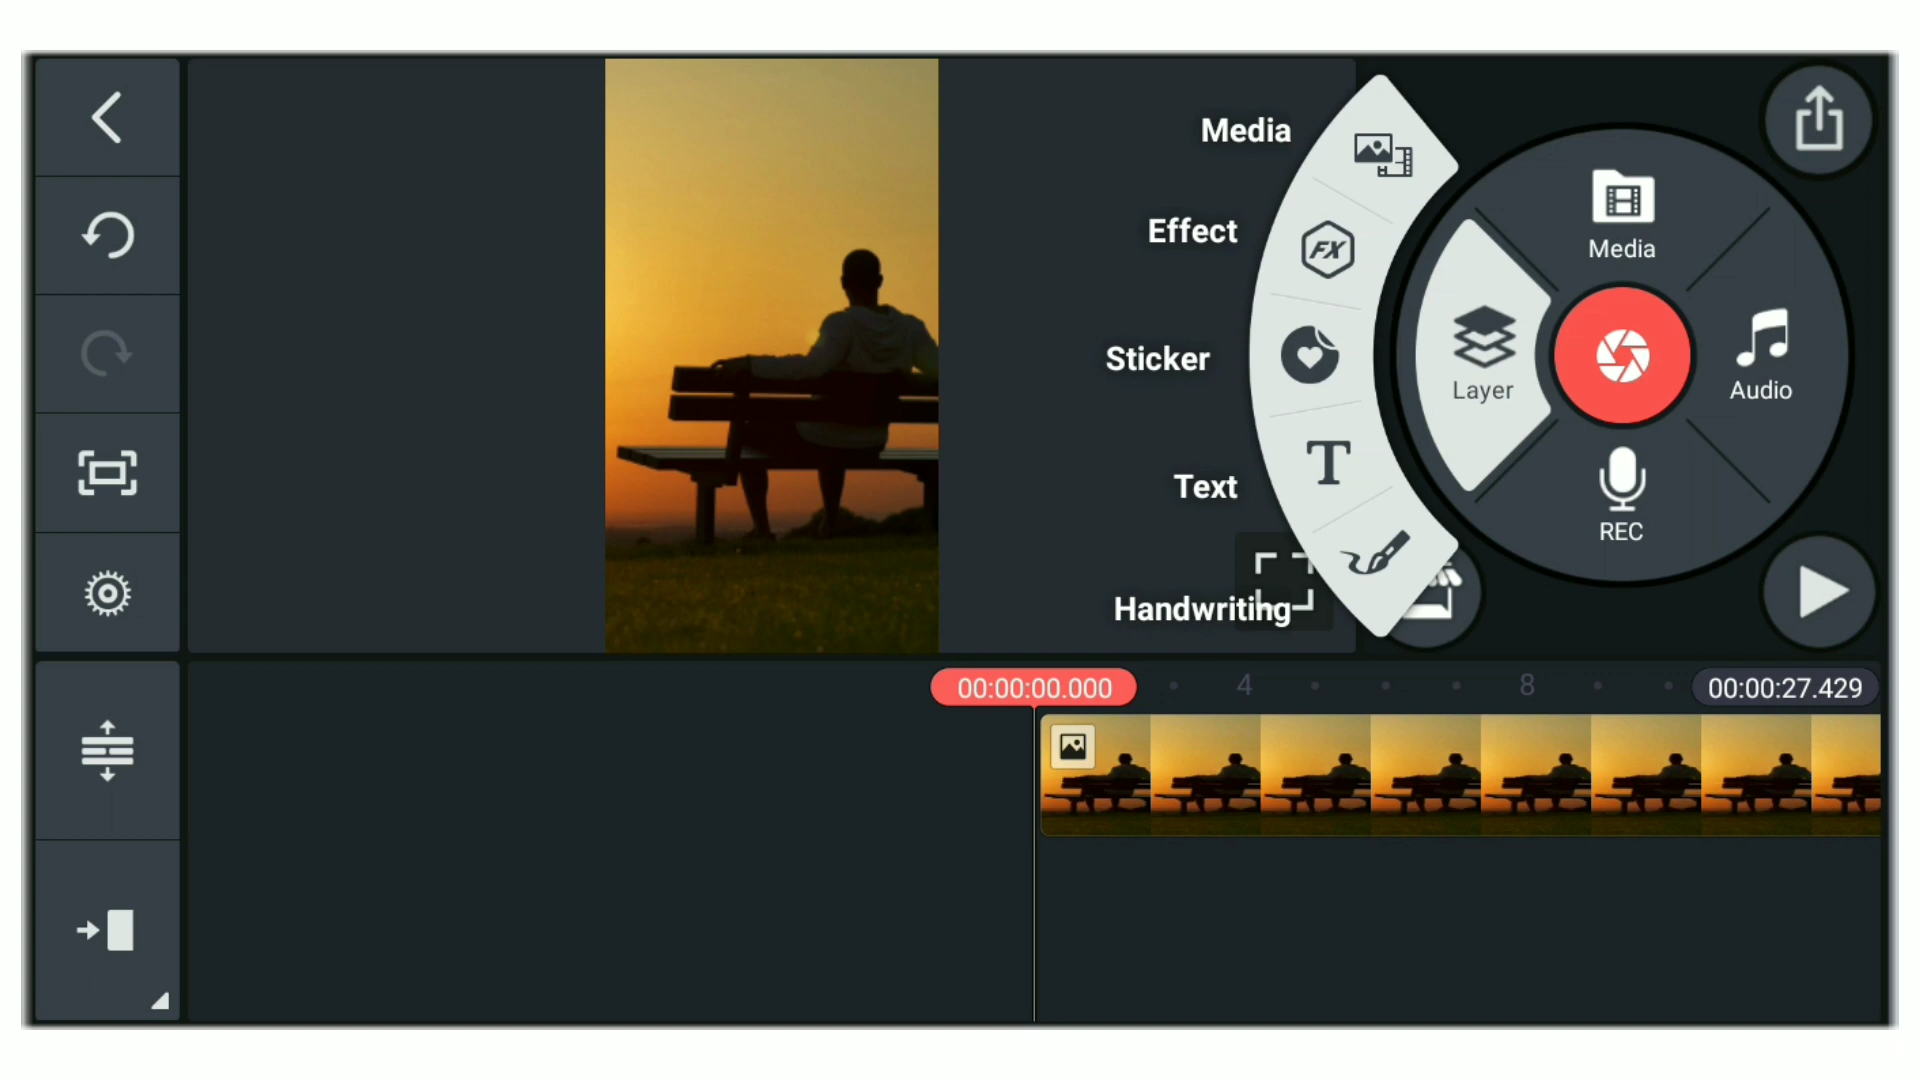 Media
Effect
Sticker
Text
Handwriting
FX
T
Media
Layer
Audio
REC
00:00:00.000
4
8
00:00:27.429